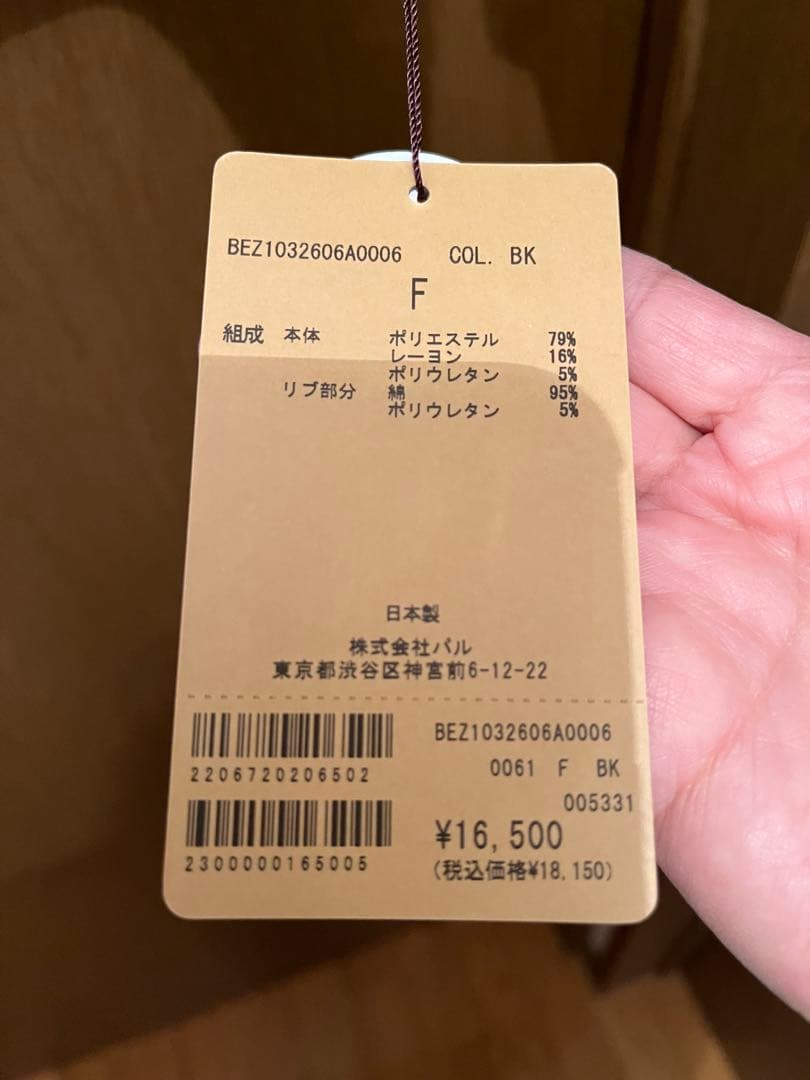 BEZ1032606A0006 COL. BK
F
組成 本体 ポリエステル 79%
レーヨン 16%
ポリウレタン 5%
リブ部分 綿 95%
ポリウレタン 5%
日本製
株式会社パル
東京都渋谷区神宮前6-12-22
BEZ1032606A0006
2206720206502
0061 F BK
005331
2300000165005
¥16,500
(税込価格¥18,150)